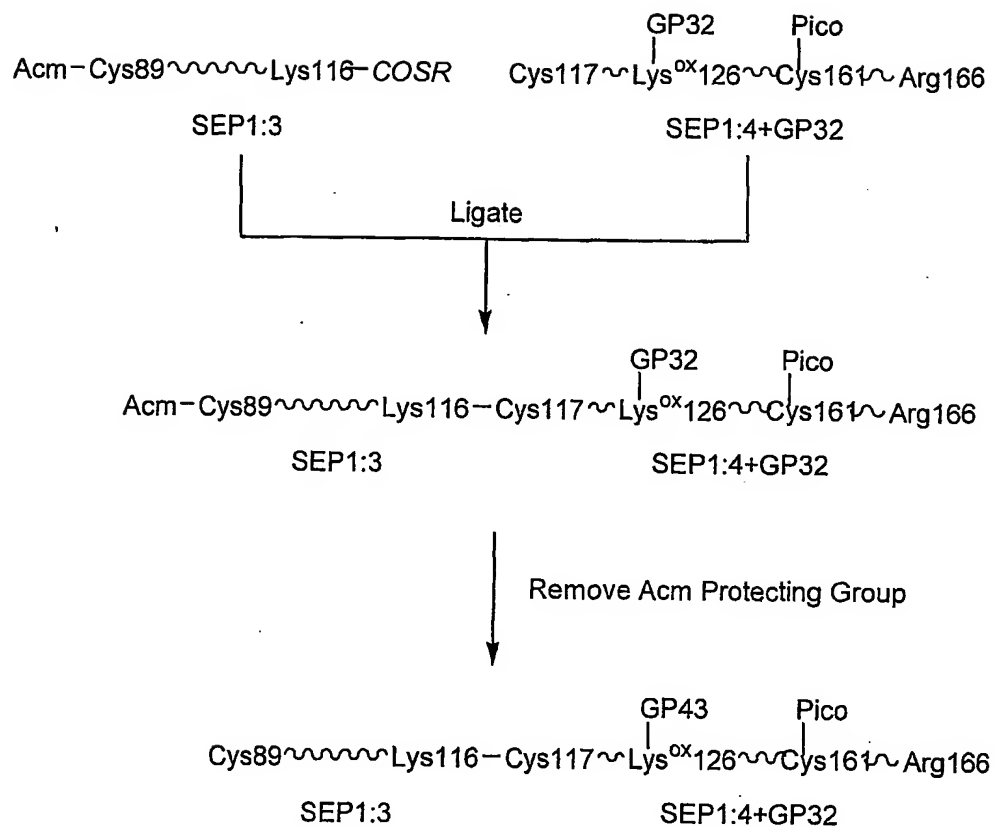 GP32 Pico
Acm-Cys89 Lys116-COSR Cys117 Lys^ox126 Cys161 Arg166
SEP1:3 SEP1:4+GP32
Ligate
GP32 Pico
Acm-Cys89 Lys116-Cys117 Lys^ox126 Cys161 Arg166
SEP1:3 SEP1:4+GP32
Remove Acm Protecting Group
GP43 Pico
Cys89 Lys116-Cys117 Lys^ox126 Cys161 Arg166
SEP1:3 SEP1:4+GP32